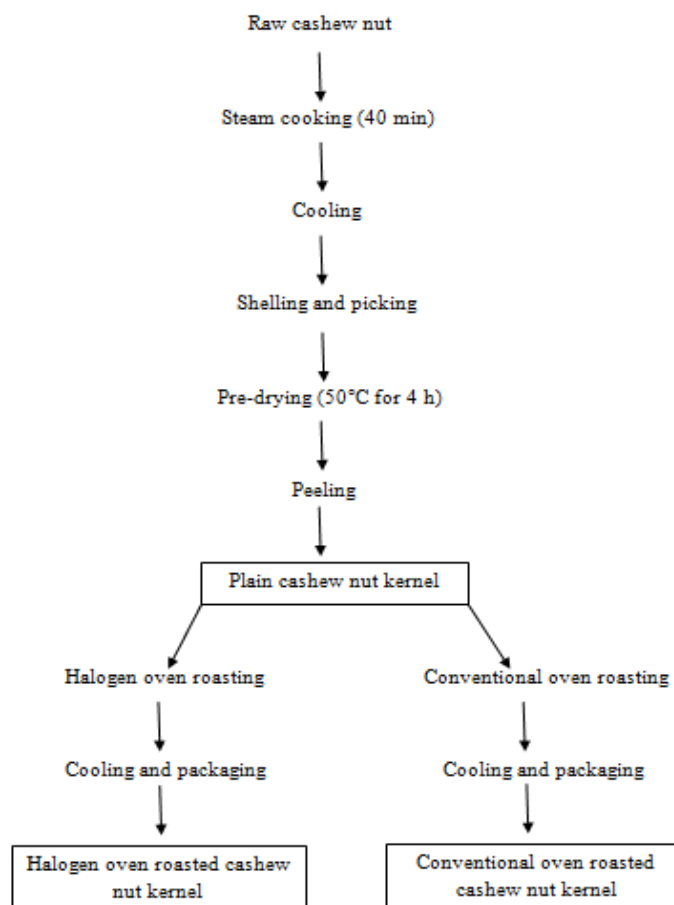 Raw cashew nut
Steam cooking (40 min)
Cooling
Shelling and picking
Pre-drying (50°C for 4 h)
Peeling
Plain cashew nut kernel
Halogen oven roasting
Conventional oven roasting
Cooling and packaging
Cooling and packaging
Halogen oven roasted cashew
nut kernel
Conventional oven roasted
cashew nut kernel